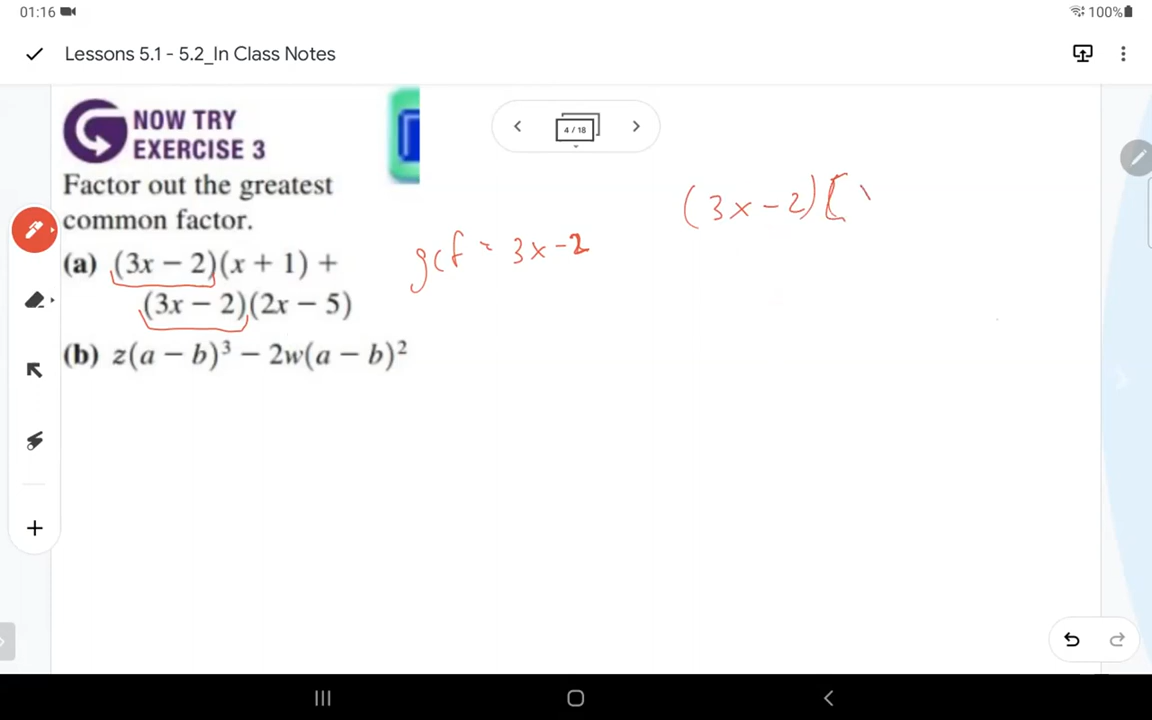 01:16
100%
Lessons 5.1 - 5.2_In Class Notes
4 / 18
NOW TRY
EXERCISE 3
Factor out the greatest
common factor.
(a) (3x − 2)(x + 1) +
(3x − 2)(2x − 5)
(b) z(a − b)³ − 2w(a − b)²
gcf = 3x − 2
(3x − 2) [